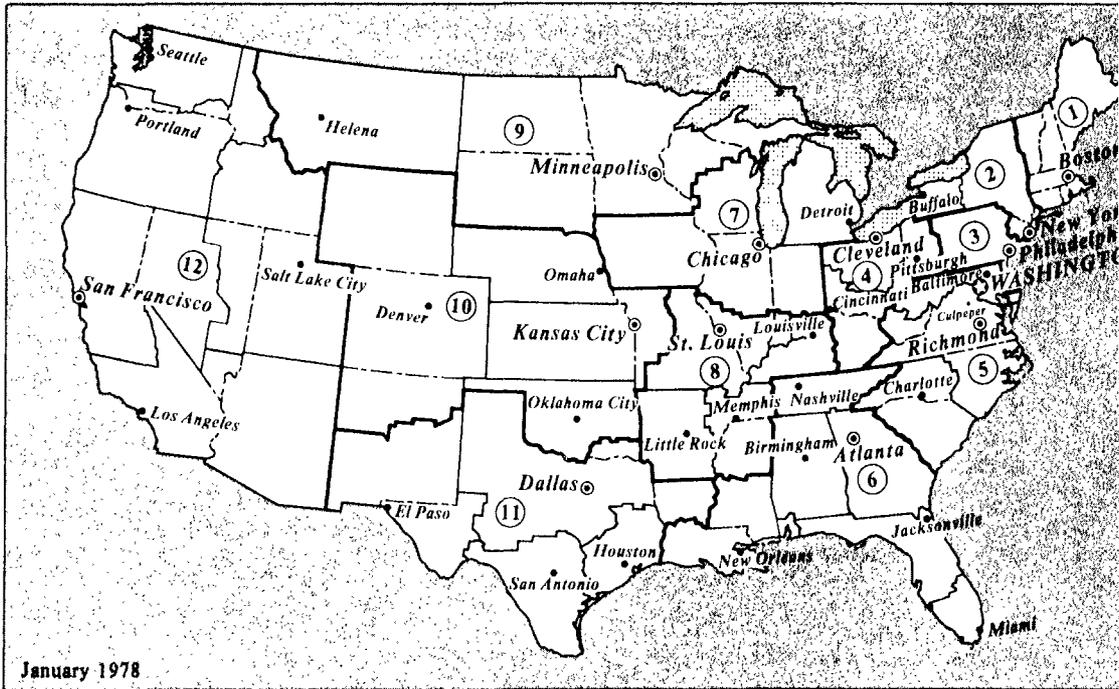 Seattle
Portland
Helena
9
Minneapolis
1
Boston
2
Buffalo
7
Detroit
3
New Yo
Philadelph
Cleveland
Pittsburgh
4
Chicago
WASHINGTO
Baltimore
Cincinnati
12
Salt Lake City
San Francisco
Omaha
Denver
10
Kansas City
St. Louis
Louisville
Culpeper
Richmond
8
5
Charlotte
Los Angeles
Oklahoma City
Memphis
Nashville
Little Rock
Birmingham
Atlanta
6
Dallas
El Paso
11
Jacksonville
Houston
New Orleans
San Antonio
Miami
January 1978